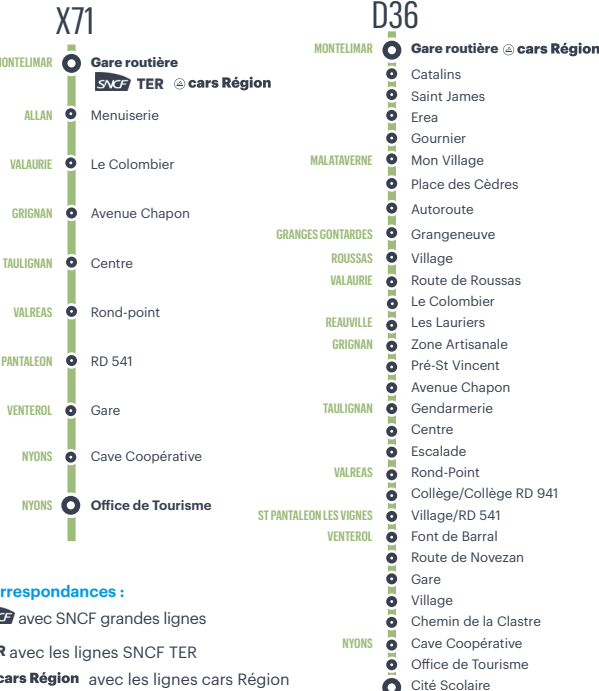 X71
MONTELIMAR Gare routière
SNCF TER cars Région
ALLAN Menuiserie
VALAURIE Le Colombier
GRIGNAN Avenue Chapon
TAULIGNAN Centre
VALREAS Rond-point
PANTALEON RD 541
VENTEROL Gare
NYONS Cave Coopérative
NYONS Office de Tourisme
rrespondances :
avec SNCF grandes lignes
R avec les lignes SNCF TER
cars Région avec les lignes cars Région
D36
MONTELIMAR Gare routière cars Région
Catalins
Saint James
Erea
Gournier
MALATAVERNE Mon Village
Place des Cèdres
Autoroute
GRANGES GONTARDES Grangeneuve
ROUSSAS Village
VALAURIE Route de Roussas
Le Colombier
REAUVILLE Les Lauriers
GRIGNAN Zone Artisanale
Pré-St Vincent
Avenue Chapon
TAULIGNAN Gendarmerie
Centre
Escalade
VALREAS Rond-Point
Collège/Collège RD 941
ST PANTALEON LES VIGNES Village/RD 541
VENTEROL Font de Barral
Route de Novezan
Gare
Village
Chemin de la Clastre
NYONS Cave Coopérative
Office de Tourisme
Cité Scolaire